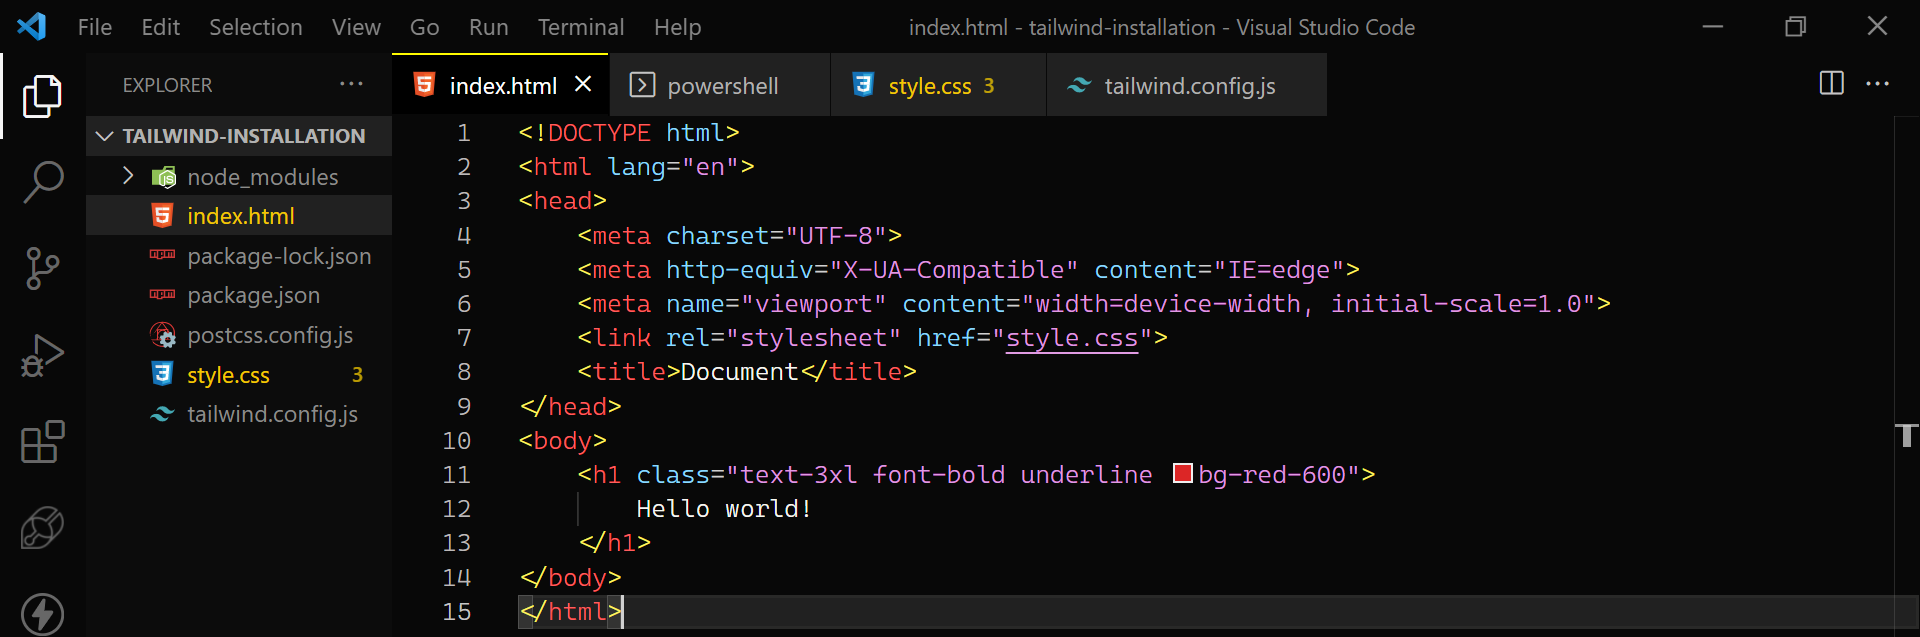 File Edit Selection View Go Run Terminal Help index.html - tailwind-installation - Visual Studio Code
EXPLORER ··· index.html powershell style.css 3 tailwind.config.js ···
TAILWIND-INSTALLATION
node_modules
index.html
package-lock.json
package.json
postcss.config.js
style.css 3
tailwind.config.js
1 <!DOCTYPE html>
2 <html lang="en">
3 <head>
4     <meta charset="UTF-8">
5     <meta http-equiv="X-UA-Compatible" content="IE=edge">
6     <meta name="viewport" content="width=device-width, initial-scale=1.0">
7     <link rel="stylesheet" href="style.css">
8     <title>Document</title>
9 </head>
10 <body>
11     <h1 class="text-3xl font-bold underline bg-red-600">
12         Hello world!
13     </h1>
14 </body>
15 </html>